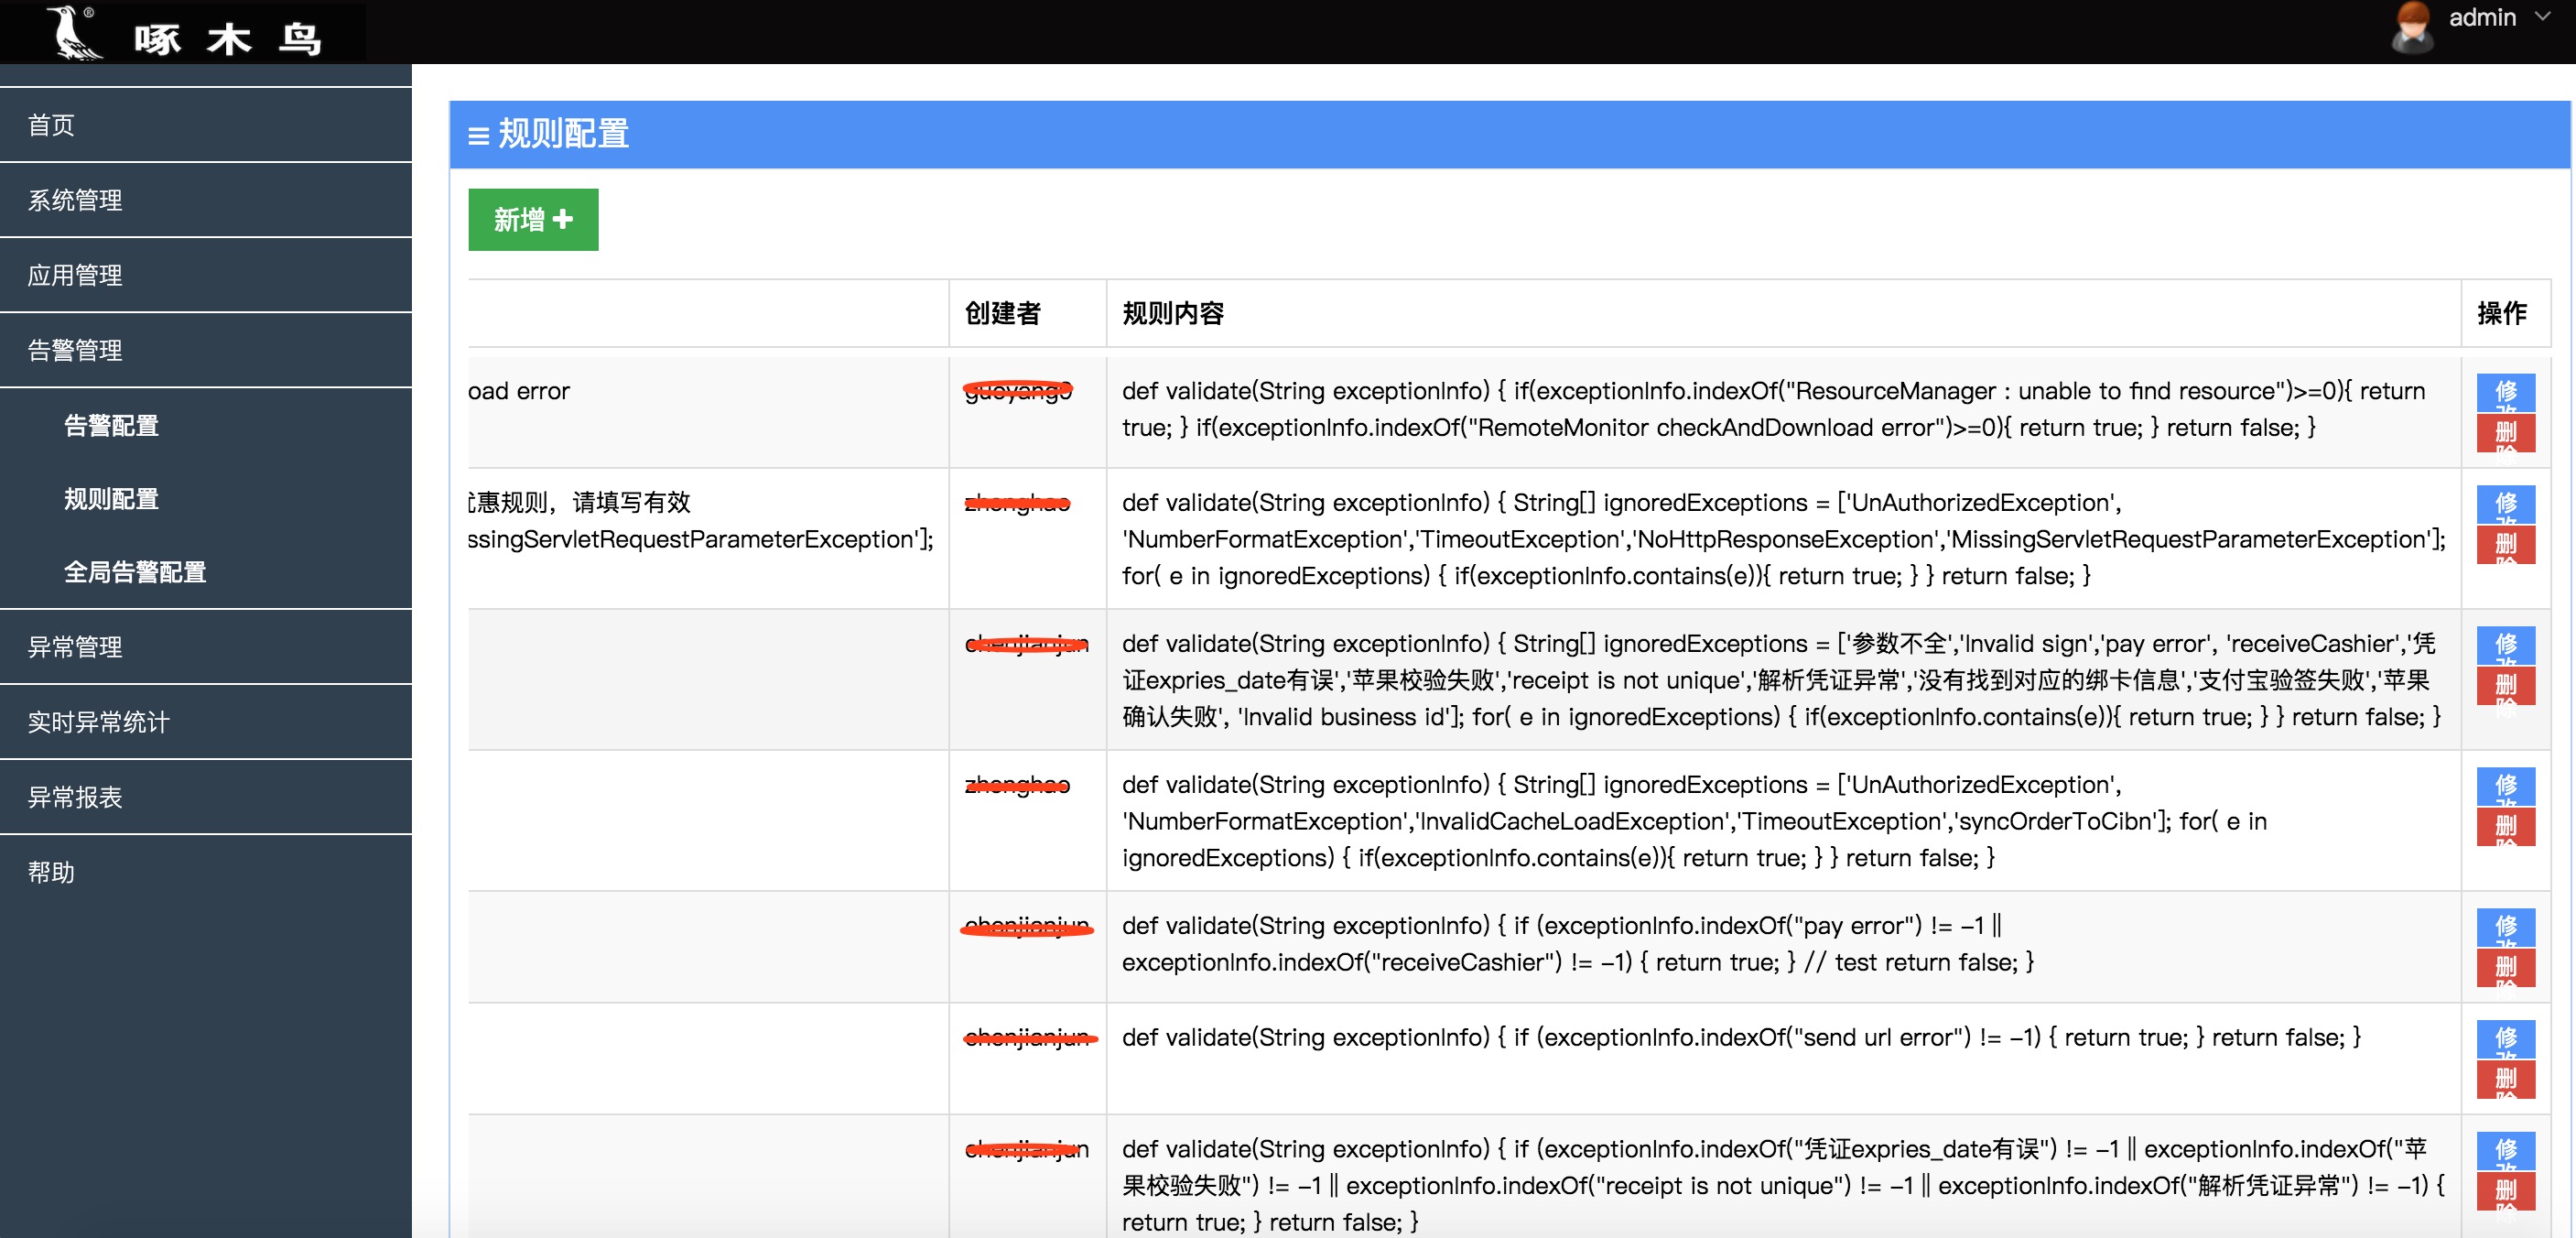 ®
啄木鸟
admin
首页
系统管理
应用管理
告警管理
告警配置
规则配置
全局告警配置
异常管理
实时异常统计
异常报表
帮助
规则配置
新增
创建者
规则内容
操作
oad error
def validate(String exceptionInfo) { if(exceptionInfo.indexOf("ResourceManager : unable to find resource")>=0){ return
true; } if(exceptionInfo.indexOf("RemoteMonitor checkAndDownload error")>=0){ return true; } return false; }
修改
删除
惠规则，请填写有效
ssingServletRequestParameterException'];
def validate(String exceptionInfo) { String[] ignoredExceptions = ['UnAuthorizedException',
'NumberFormatException','TimeoutException','NoHttpResponseException','MissingServletRequestParameterException'];
for( e in ignoredExceptions) { if(exceptionInfo.contains(e)){ return true; } } return false; }
修改
删除
def validate(String exceptionInfo) { String[] ignoredExceptions = ['参数不全','Invalid sign','pay error', 'receiveCashier','凭
证expries_date有误','苹果校验失败','receipt is not unique','解析凭证异常','没有找到对应的绑卡信息','支付宝验签失败','苹果
确认失败', 'Invalid business id']; for( e in ignoredExceptions) { if(exceptionInfo.contains(e)){ return true; } } return false; }
修改
删除
def validate(String exceptionInfo) { String[] ignoredExceptions = ['UnAuthorizedException',
'NumberFormatException','InvalidCacheLoadException','TimeoutException','syncOrderToCibn']; for( e in
ignoredExceptions) { if(exceptionInfo.contains(e)){ return true; } } return false; }
修改
删除
def validate(String exceptionInfo) { if (exceptionInfo.indexOf("pay error") != -1 ||
exceptionInfo.indexOf("receiveCashier") != -1) { return true; } // test return false; }
修改
删除
def validate(String exceptionInfo) { if (exceptionInfo.indexOf("send url error") != -1) { return true; } return false; }
修改
删除
def validate(String exceptionInfo) { if (exceptionInfo.indexOf("凭证expries_date有误") != -1 || exceptionInfo.indexOf("苹
果校验失败") != -1 || exceptionInfo.indexOf("receipt is not unique") != -1 || exceptionInfo.indexOf("解析凭证异常") != -1) {
return true; } return false; }
修改
删除